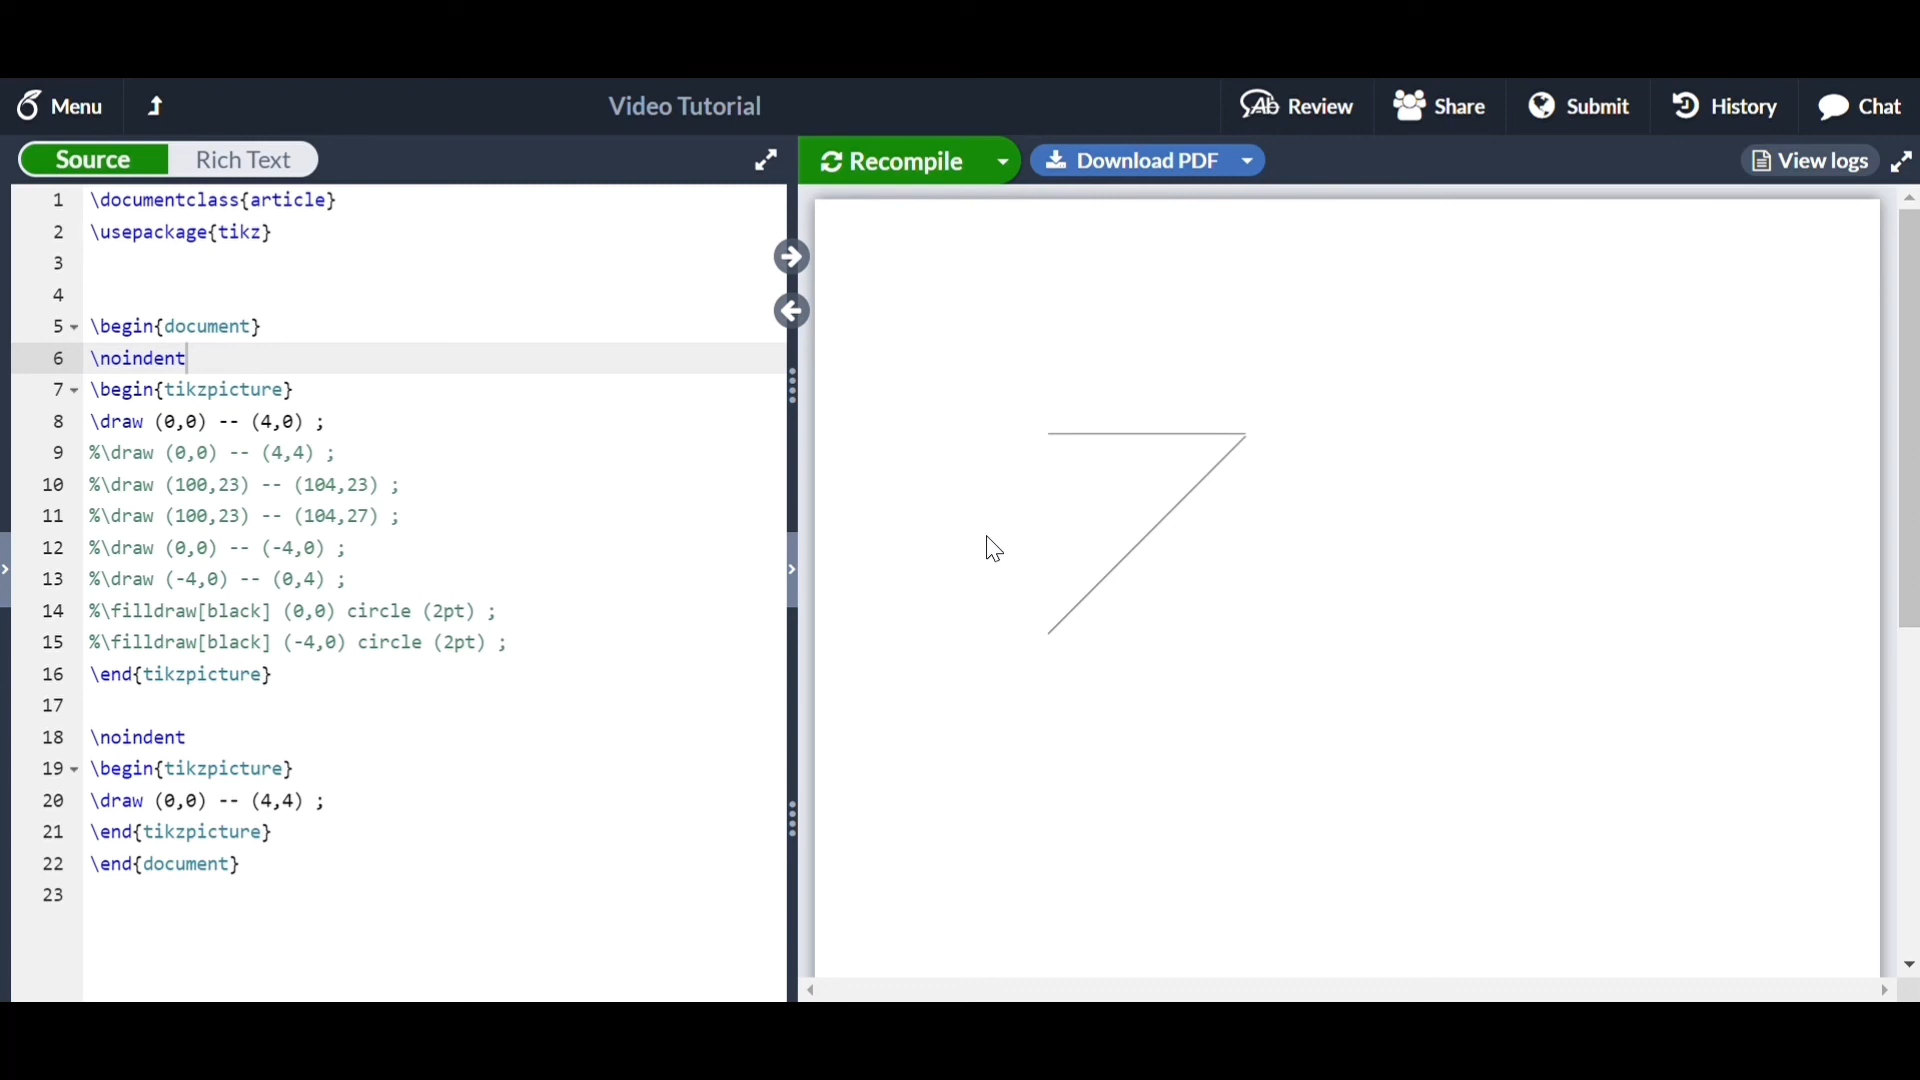 Menu
Video Tutorial
Review
Share
Submit
History
Chat
Source
Rich Text
Recompile
Download PDF
View logs
1 \documentclass{article}
2 \usepackage{tikz}
3
4
5 \begin{document}
6 \noindent
7 \begin{tikzpicture}
8 \draw (0,0) -- (4,0) ;
9 %\draw (0,0) -- (4,4) ;
10 %\draw (100,23) -- (104,23) ;
11 %\draw (100,23) -- (104,27) ;
12 %\draw (0,0) -- (-4,0) ;
13 %\draw (-4,0) -- (0,4) ;
14 %\filldraw[black] (0,0) circle (2pt) ;
15 %\filldraw[black] (-4,0) circle (2pt) ;
16 \end{tikzpicture}
17
18 \noindent
19 \begin{tikzpicture}
20 \draw (0,0) -- (4,4) ;
21 \end{tikzpicture}
22 \end{document}
23